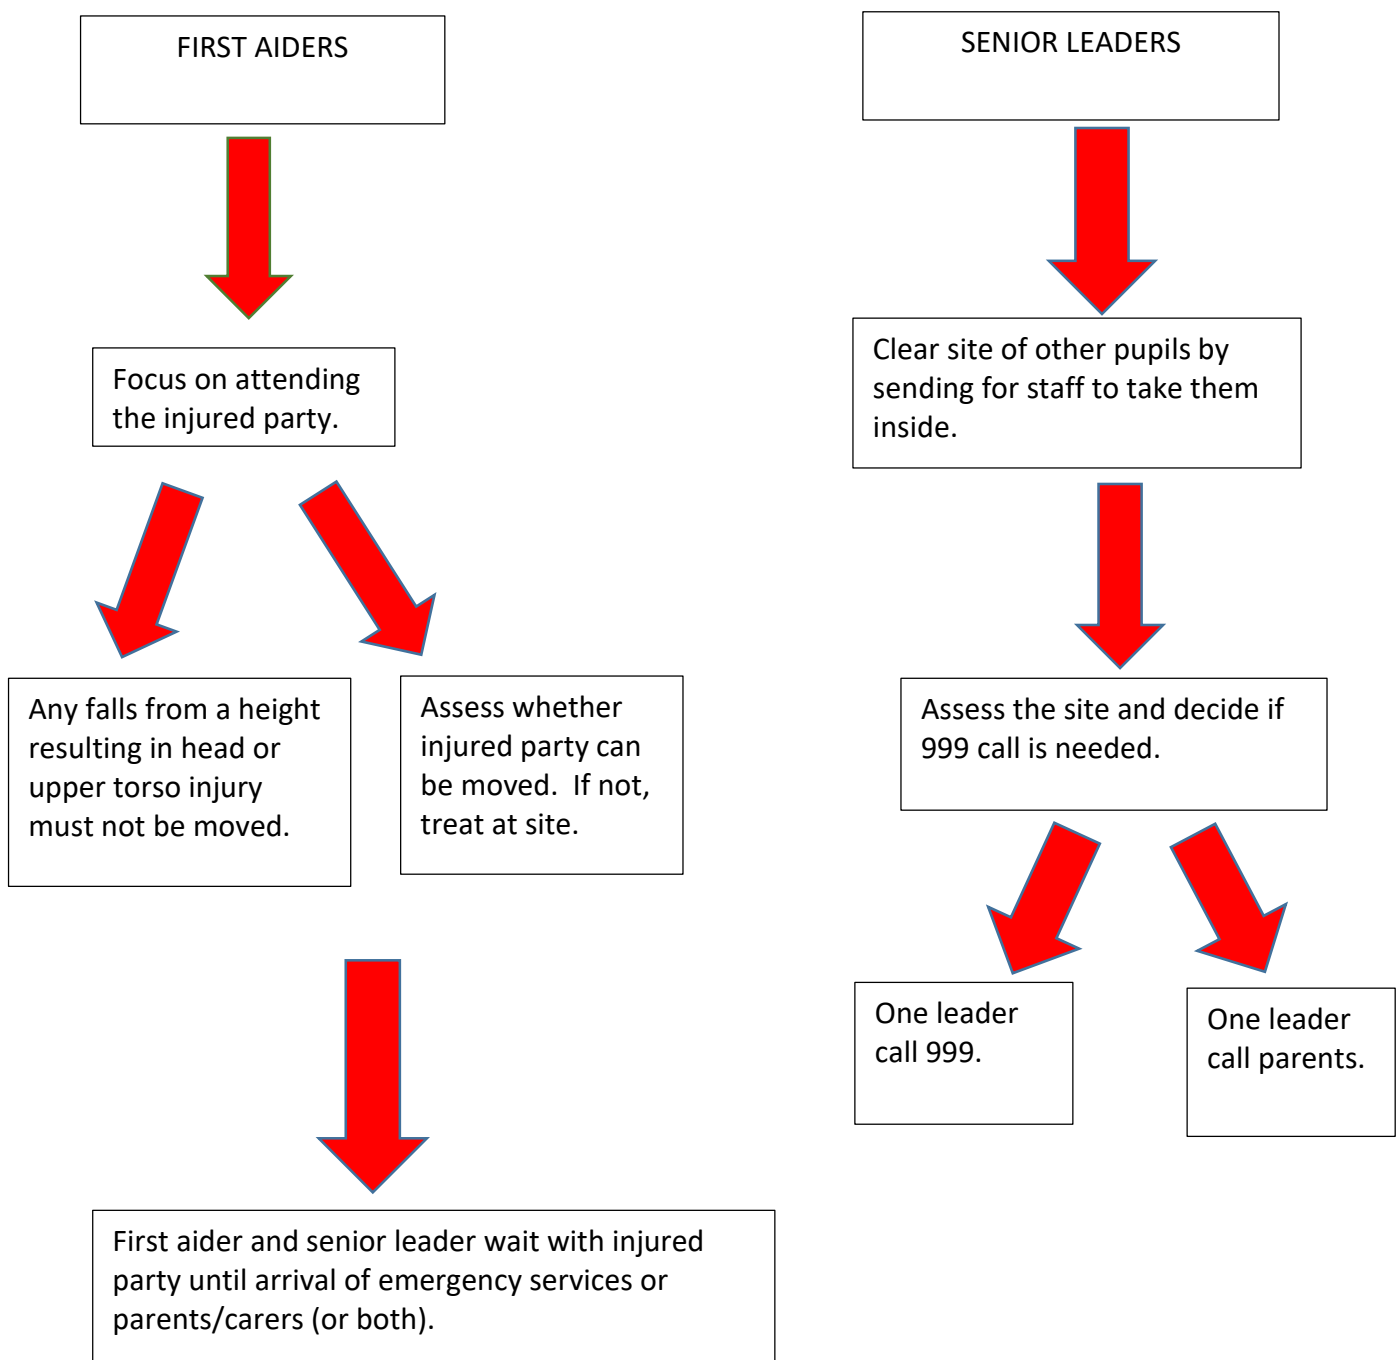 FIRST AIDERS
SENIOR LEADERS
Focus on attending
the injured party.
Clear site of other pupils by
sending for staff to take them
inside.
Any falls from a height
resulting in head or
upper torso injury
must not be moved.
Assess whether
injured party can
be moved.  If not,
treat at site.
Assess the site and decide if
999 call is needed.
One leader
call 999.
One leader
call parents.
First aider and senior leader wait with injured
party until arrival of emergency services or
parents/carers (or both).